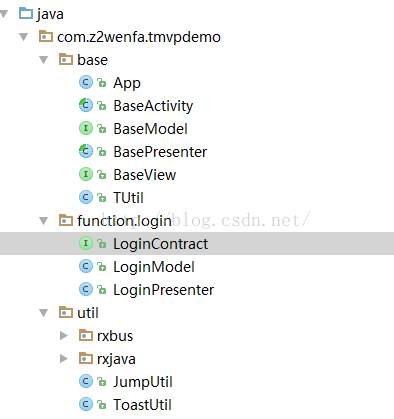 java
com.z2wenfa.tmvpdemo
base
C App
C BaseActivity
I BaseModel
C BasePresenter
I BaseView
C TUtil
function.login
http://blog.csdn.net/
I LoginContract
C LoginModel
C LoginPresenter
util
rxbus
rxjava
C JumpUtil
C ToastUtil